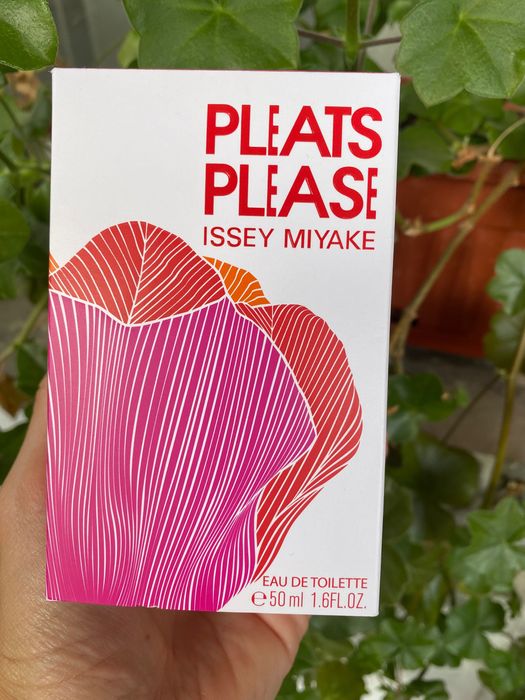 PLEATS
PLEASE
ISSEY MIYAKE
EAU DE TOILETTE
℮50 ml 1.6FL.OZ.